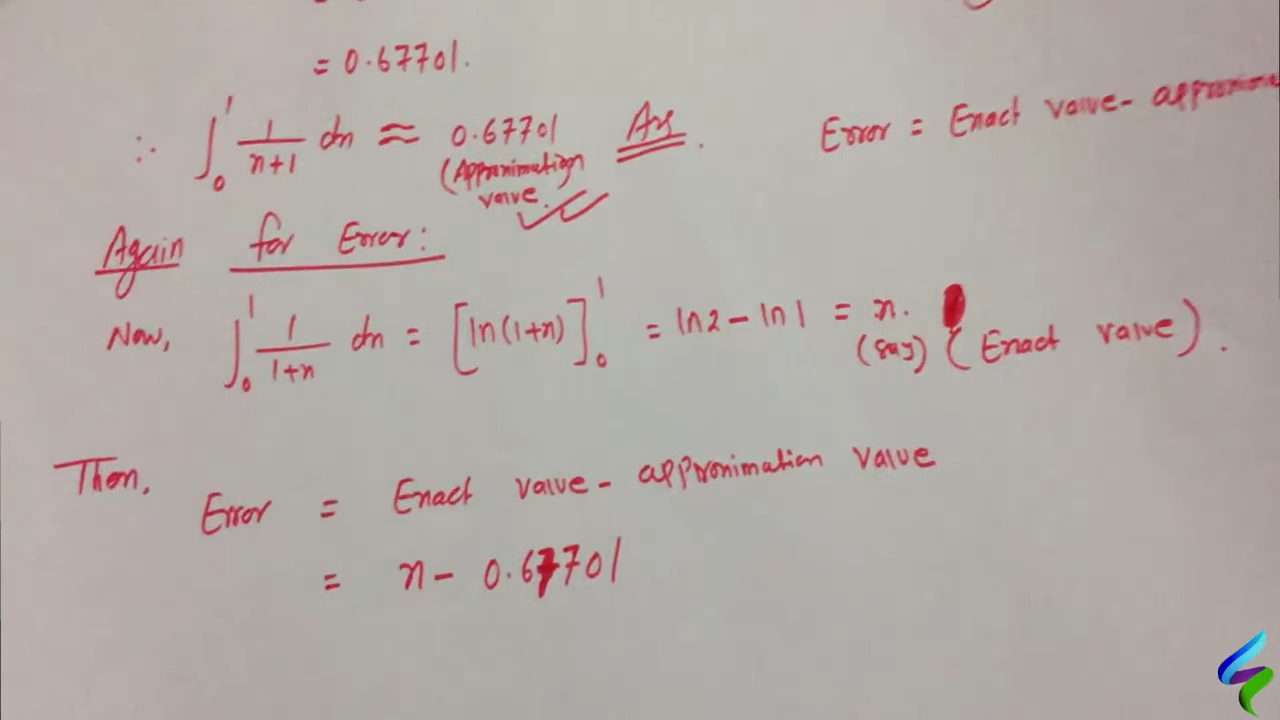 = 0.67701.
∴ ∫₀¹ 1/(x+1) dx ≈ 0.67701 Ans.
(Approximation
value.
Error = Exact value - approxima
Again for Error:
Now, ∫₀¹ 1/(1+x) dx = [ln(1+x)]₀¹ = ln2 - ln1 = x.
(say) (Exact value).
Then,
Error = Exact value - approximation value
= x - 0.67701